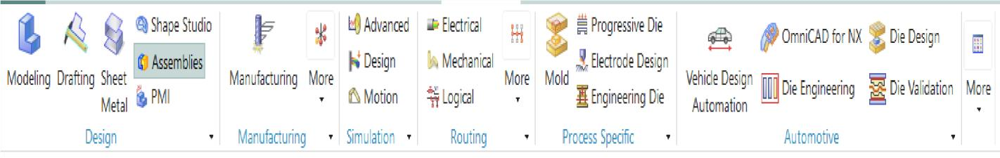 Modeling
Drafting
Sheet
Metal
Shape Studio
Assemblies
PMI
Design
Manufacturing
More
Manufacturing
Advanced
Design
Motion
Simulation
Electrical
Mechanical
Logical
More
Routing
Mold
Progressive Die
Electrode Design
Engineering Die
Process Specific
Vehicle Design
Automation
OmniCAD for NX
Die Engineering
Die Design
Die Validation
Automotive
More